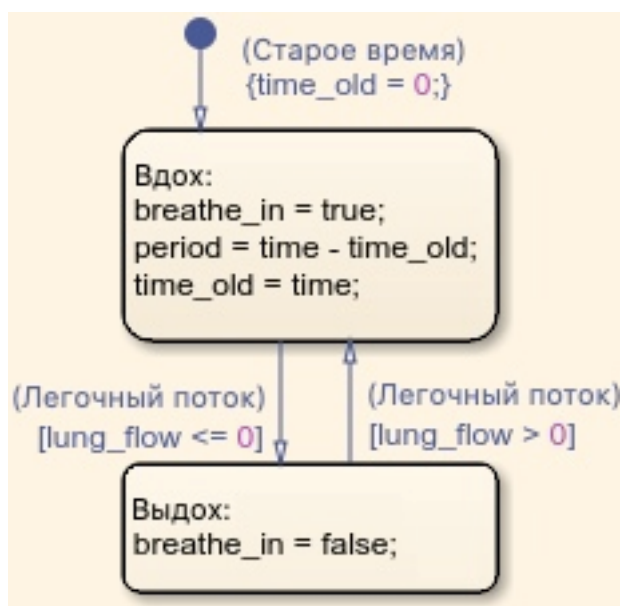 (Старое время)
{time_old = 0;}
Вдох:
breathe_in = true;
period = time - time_old;
time_old = time;
(Легочный поток)
[lung_flow <= 0]
(Легочный поток)
[lung_flow > 0]
Выдох:
breathe_in = false;